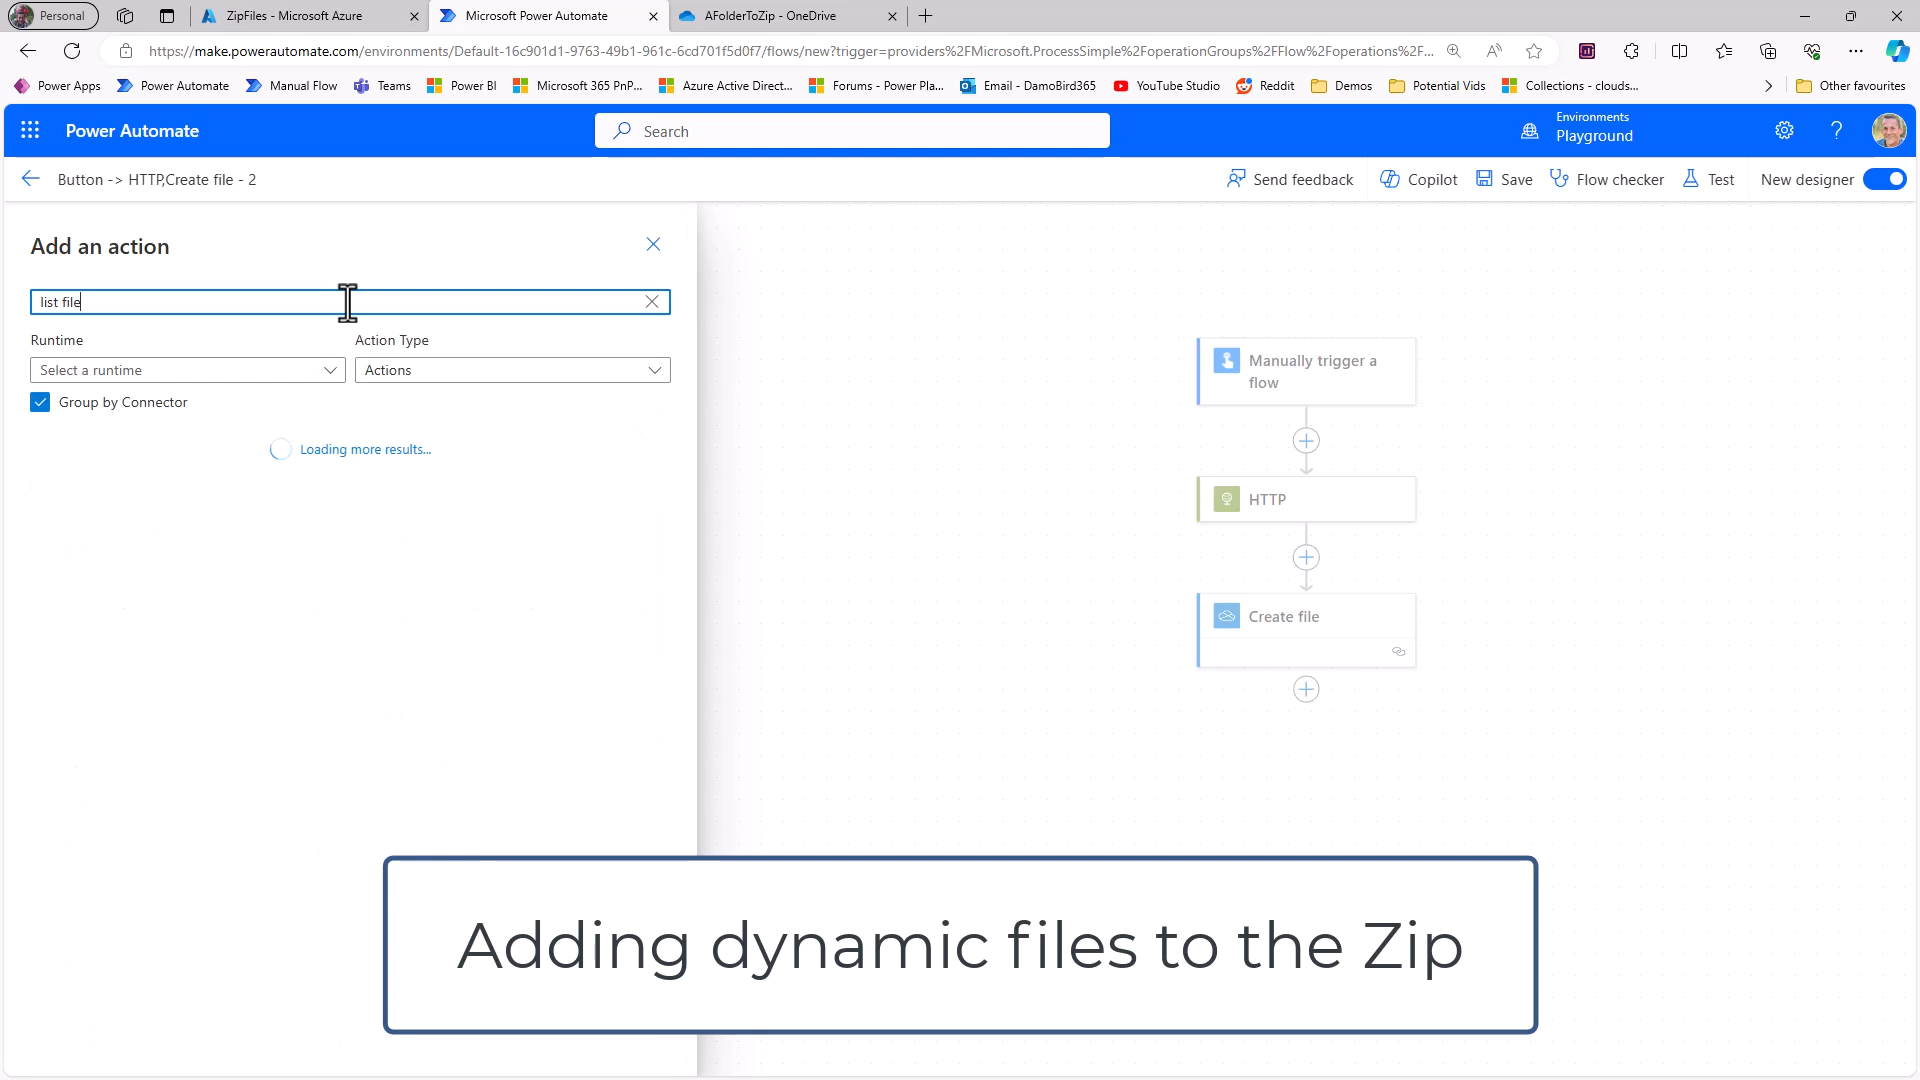 Personal
ZipFiles - Microsoft Azure
Microsoft Power Automate
AFolderToZip - OneDrive
https://make.powerautomate.com/environments/Default-16c901d1-9763-49b1-961c-6cd701f5d0f7/flows/new?trigger=providers%2FMicrosoft.ProcessSimple%2FoperationGroups%2FFlow%2Foperations%2F...
Power Apps
Power Automate
Manual Flow
Teams
Power BI
Microsoft 365 PnP...
Azure Active Direct...
Forums - Power Pla...
Email - DamoBird365
YouTube Studio
Reddit
Demos
Potential Vids
Collections - clouds...
Other favourites
Power Automate
Search
Environments
Playground
Button -> HTTP,Create file - 2
Send feedback
Copilot
Save
Flow checker
Test
New designer
Add an action
list file
Runtime
Action Type
Select a runtime
Actions
Group by Connector
Loading more results...
Manually trigger a
flow
HTTP
Create file
Adding dynamic files to the Zip